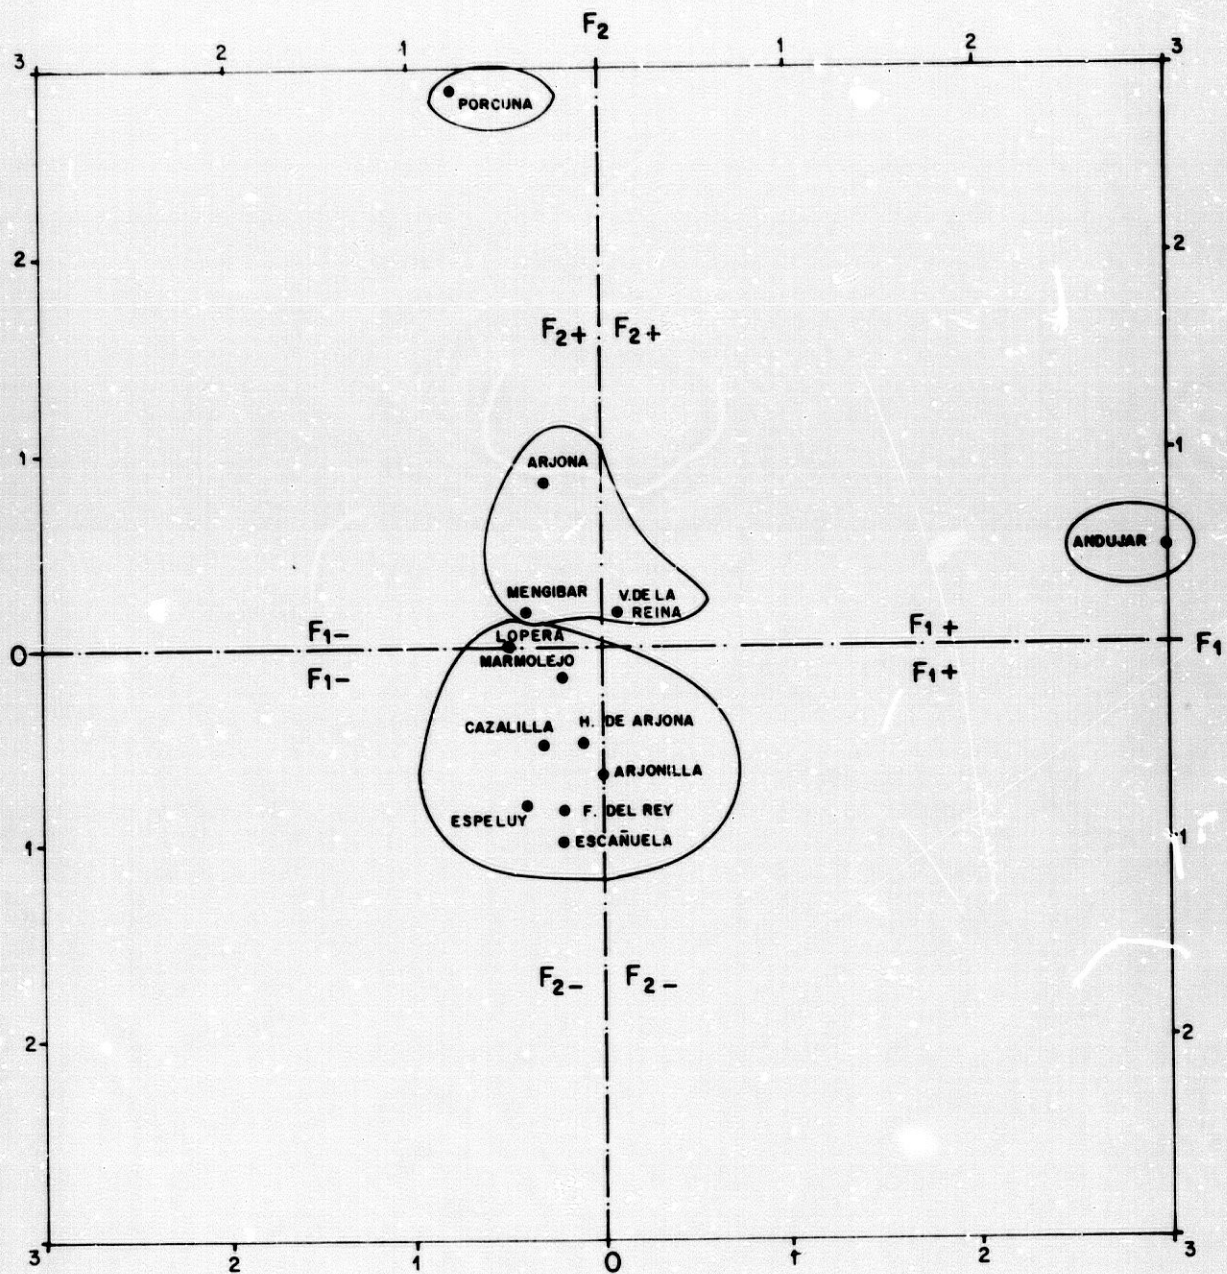 F2
3 2 1 1 2 3
PORCUNA
2 2
F2+ F2+
1 1
ARJONA
ANDUJAR
MENGIBAR V. DE LA
REINA
F1- F1+
LOPERA
0 F1
MARMOLEJO
F1- F1+
CAZALILLA H. DE ARJONA
ARJONILLA
ESPELUY F. DEL REY
ESCAÑUELA
1 1
F2- F2-
2 2
3 2 1 0 1 2 3